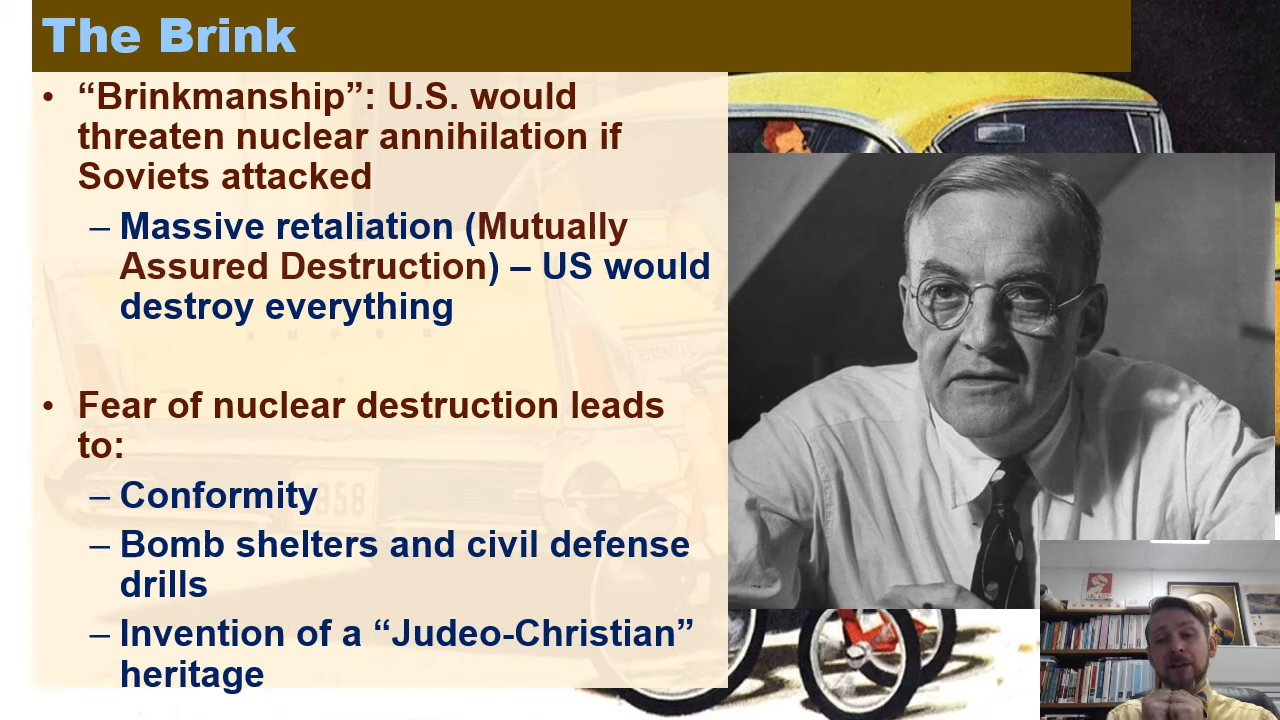 The Brink
• “Brinkmanship”: U.S. would
threaten nuclear annihilation if
Soviets attacked
– Massive retaliation (Mutually
Assured Destruction) – US would
destroy everything
• Fear of nuclear destruction leads
to:
– Conformity
– Bomb shelters and civil defense
drills
– Invention of a “Judeo-Christian”
heritage